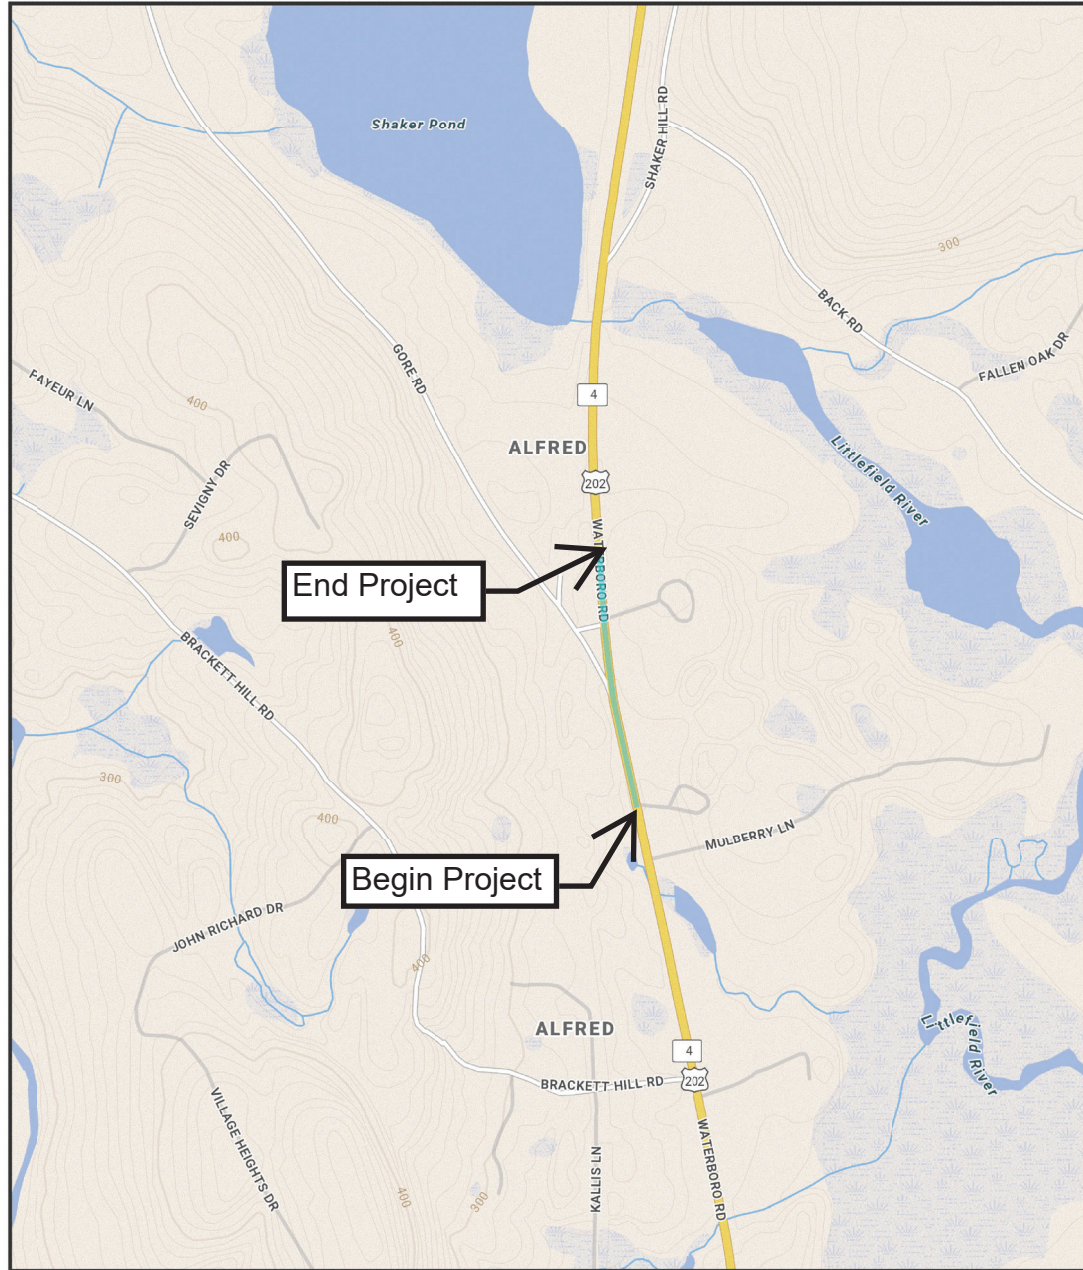 Shaker Pond
SHAKER HILL RD
300
BACK RD
FALLEN OAK DR
GORE RD
FAYEUR LN
400
4
ALFRED
Littlefield River
SEVIGNY DR
202
400
WATERBORO RD
End Project
400
BRACKETT HILL RD
300
400
MULBERRY LN
Begin Project
JOHN RICHARD DR
400
Littlefield River
ALFRED
4
BRACKETT HILL RD
202
VILLAGE HEIGHTS DR
WATERBORO RD
KALLIS LN
400
300